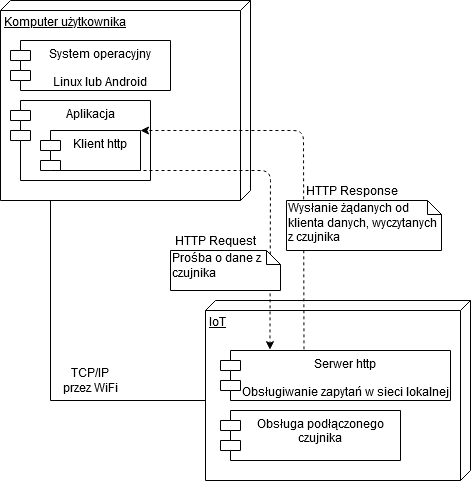 Komputer użytkownika
System operacyjny
Linux lub Android
Aplikacja
Klient http
HTTP Response
Wysłanie żądanych od
klienta danych, wyczytanych
z czujnika
HTTP Request
Prośba o dane z
czujnika
IoT
Serwer http
Obsługiwanie zapytań w sieci lokalnej
TCP/IP
przez WiFi
Obsługa podłączonego
czujnika